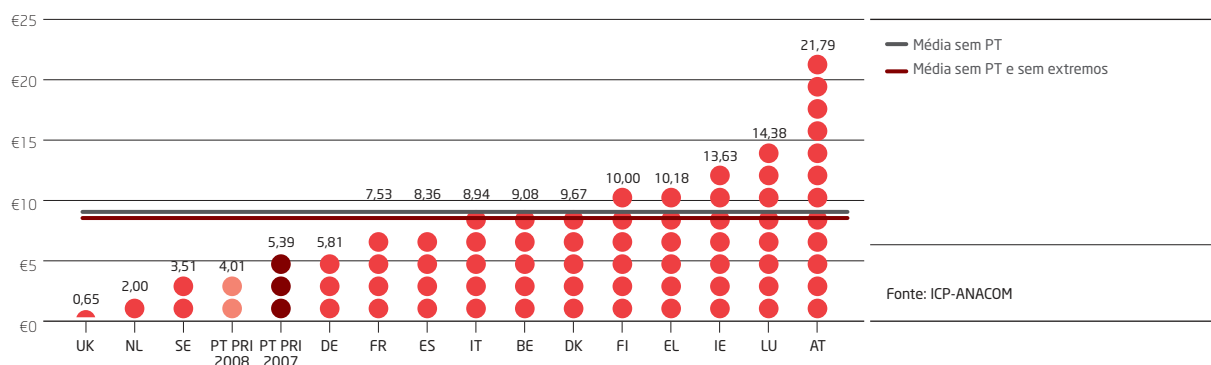 €25
€20
€15
€10
€5
€0
0,65
2,00
3,51
4,01
5,39
5,81
7,53
8,36
8,94
9,08
9,67
10,00
10,18
13,63
14,38
21,79
UK
NL
SE
PT PRI
2008
PT PRI
2007
DE
FR
ES
IT
BE
DK
FI
EL
IE
LU
AT
Média sem PT
Média sem PT e sem extremos
Fonte: ICP-ANACOM